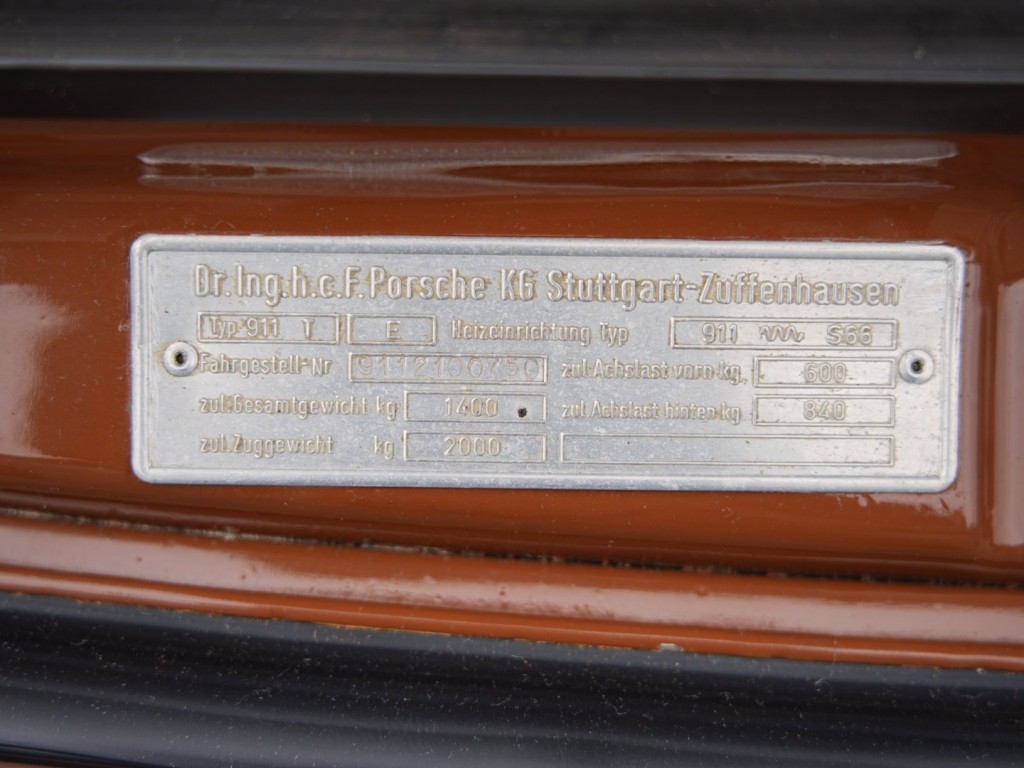 Dr. Ing. h. c. F. Porsche KG Stuttgart-Zuffenhausen
Typ 911 T E Heizeinrichtung Typ 911 S66
Fahrgestell-Nr 9112100750 zul. Achslast vorn kg. 600
zul. Gesamtgewicht kg 1400 zul. Achslast hinten kg 840
zul. Zuggewicht kg 2000